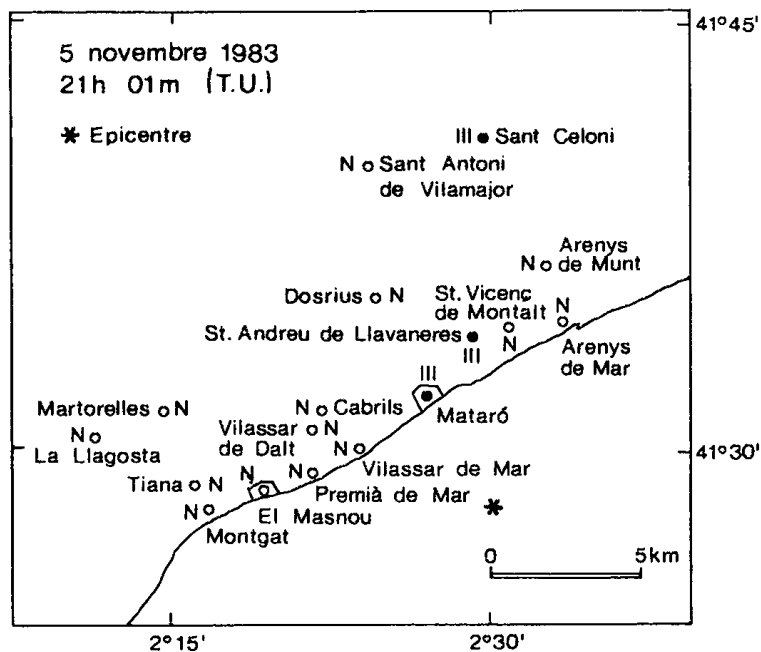 41°45'
5 novembre 1983
21h 01m (T.U.)
* Epicentre
III Sant Celoni
N Sant Antoni
de Vilamajor
Arenys
N de Munt
Dosrius N
St. Vicenç
de Montalt
N
N
St. Andreu de Llavaneres
III
Arenys
de Mar
III
Mataró
Martorelles N
N Cabrils
N
La Llagosta
Vilassar N
de Dalt
N
Vilassar de Mar
41°30'
Tiana N
N
N
Premià de Mar
El Masnou
N
Montgat
0 5km
2°15' 2°30'